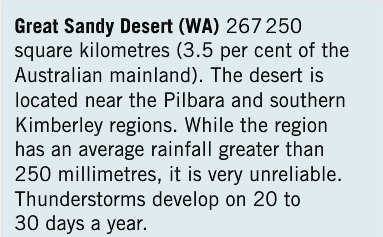 Great Sandy Desert (WA) 267 250
square kilometres (3.5 per cent of the
Australian mainland). The desert is
located near the Pilbara and southern
Kimberley regions. While the region
has an average rainfall greater than
250 millimetres, it is very unreliable.
Thunderstorms develop on 20 to
30 days a year.